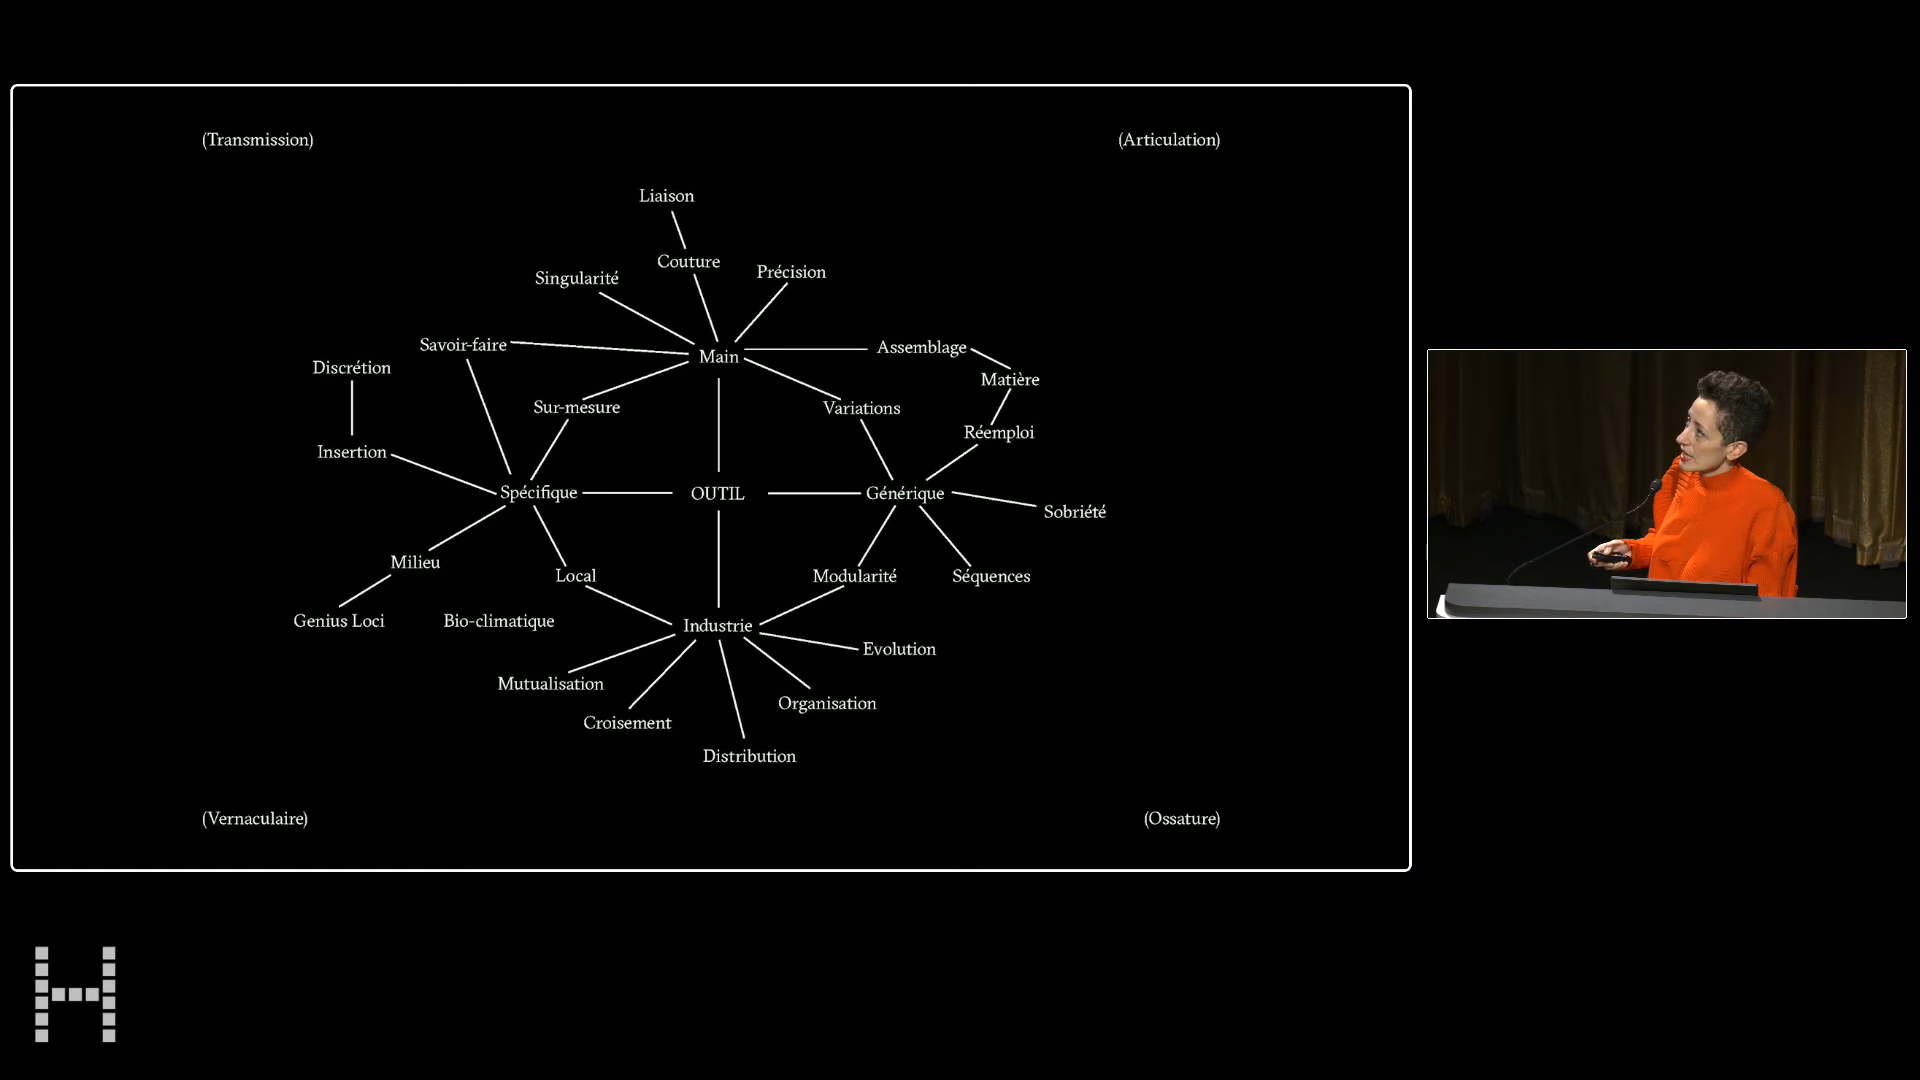 (Transmission)
(Articulation)
Liaison
Couture
Précision
Singularité
Savoir-faire
Assemblage
Main
Discrétion
Matière
Sur-mesure
Variations
Réemploi
Insertion
Spécifique
OUTIL
Générique
Sobriété
Milieu
Local
Modularité
Séquences
Genius Loci
Bio-climatique
Industrie
Evolution
Mutualisation
Organisation
Croisement
Distribution
(Vernaculaire)
(Ossature)
H